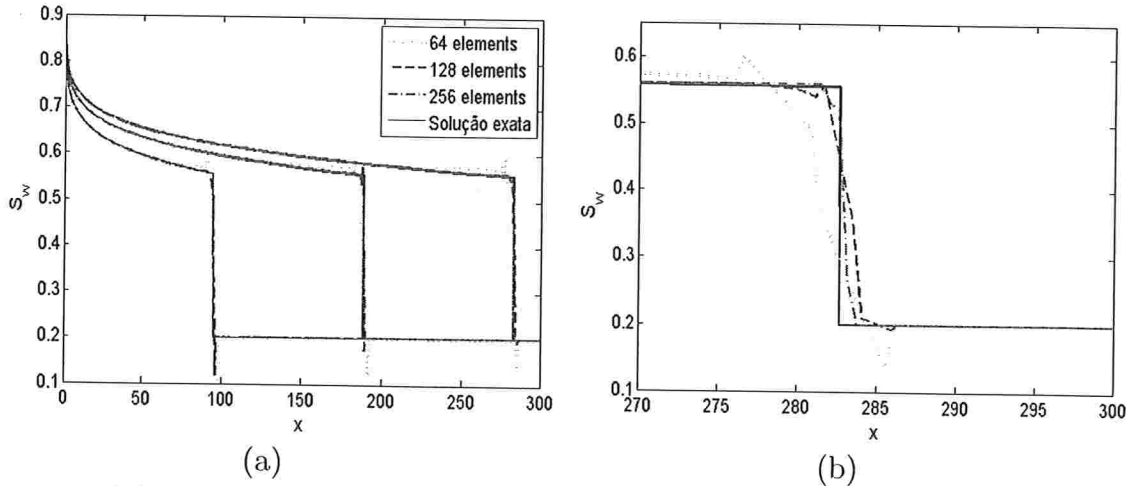 0.9
0.8
0.7
0.6
0.5
0.4
0.3
0.2
0.1
S_w
0
50
100
150
200
250
300
x
64 elements
128 elements
256 elements
Solução exata
(a)
0.6
0.5
0.4
0.3
0.2
0.1
S_w
270
275
280
285
290
295
300
x
(b)